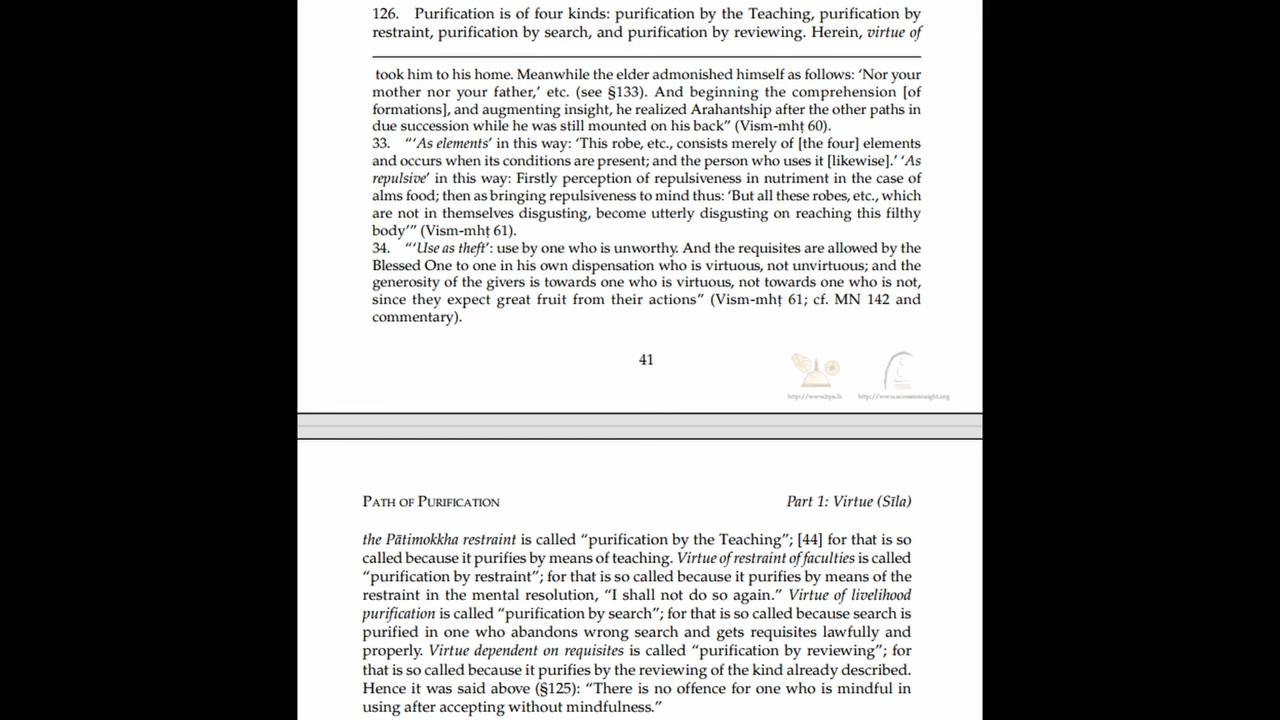 126. Purification is of four kinds: purification by the Teaching, purification by
restraint, purification by search, and purification by reviewing. Herein, virtue of
took him to his home. Meanwhile the elder admonished himself as follows: ‘Nor your
mother nor your father,’ etc. (see §133). And beginning the comprehension [of
formations], and augmenting insight, he realized Arahantship after the other paths in
due succession while he was still mounted on his back” (Vism-mhṭ 60).
33. “‘As elements’ in this way: ‘This robe, etc., consists merely of [the four] elements
and occurs when its conditions are present; and the person who uses it [likewise].’ ‘As
repulsive’ in this way: Firstly perception of repulsiveness in nutriment in the case of
alms food; then as bringing repulsiveness to mind thus: ‘But all these robes, etc., which
are not in themselves disgusting, become utterly disgusting on reaching this filthy
body’” (Vism-mhṭ 61).
34. “‘Use as theft’: use by one who is unworthy. And the requisites are allowed by the
Blessed One to one in his own dispensation who is virtuous, not unvirtuous; and the
generosity of the givers is towards one who is virtuous, not towards one who is not,
since they expect great fruit from their actions” (Vism-mhṭ 61; cf. MN 142 and
commentary).
41
http://www.bps.lk http://www.accesstoinsight.org
PATH OF PURIFICATION Part 1: Virtue (Sīla)
the Pātimokkha restraint is called “purification by the Teaching”; [44] for that is so
called because it purifies by means of teaching. Virtue of restraint of faculties is called
“purification by restraint”; for that is so called because it purifies by means of the
restraint in the mental resolution, “I shall not do so again.” Virtue of livelihood
purification is called “purification by search”; for that is so called because search is
purified in one who abandons wrong search and gets requisites lawfully and
properly. Virtue dependent on requisites is called “purification by reviewing”; for
that is so called because it purifies by the reviewing of the kind already described.
Hence it was said above (§125): “There is no offence for one who is mindful in
using after accepting without mindfulness.”